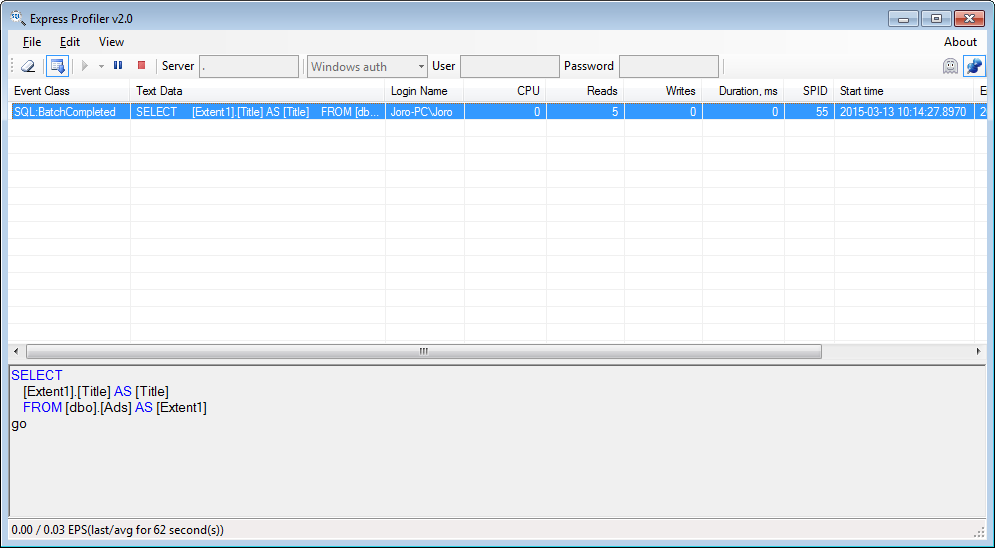 Express Profiler v2.0
File Edit View About
Server . Windows auth User Password
Event Class Text Data Login Name CPU Reads Writes Duration, ms SPID Start time E
SQL:BatchCompleted SELECT [Extent1].[Title] AS [Title] FROM [db... Joro-PC\Joro 0 5 0 0 55 2015-03-13 10:14:27.8970 2
SELECT
[Extent1].[Title] AS [Title]
FROM [dbo].[Ads] AS [Extent1]
go
0.00 / 0.03 EPS(last/avg for 62 second(s))